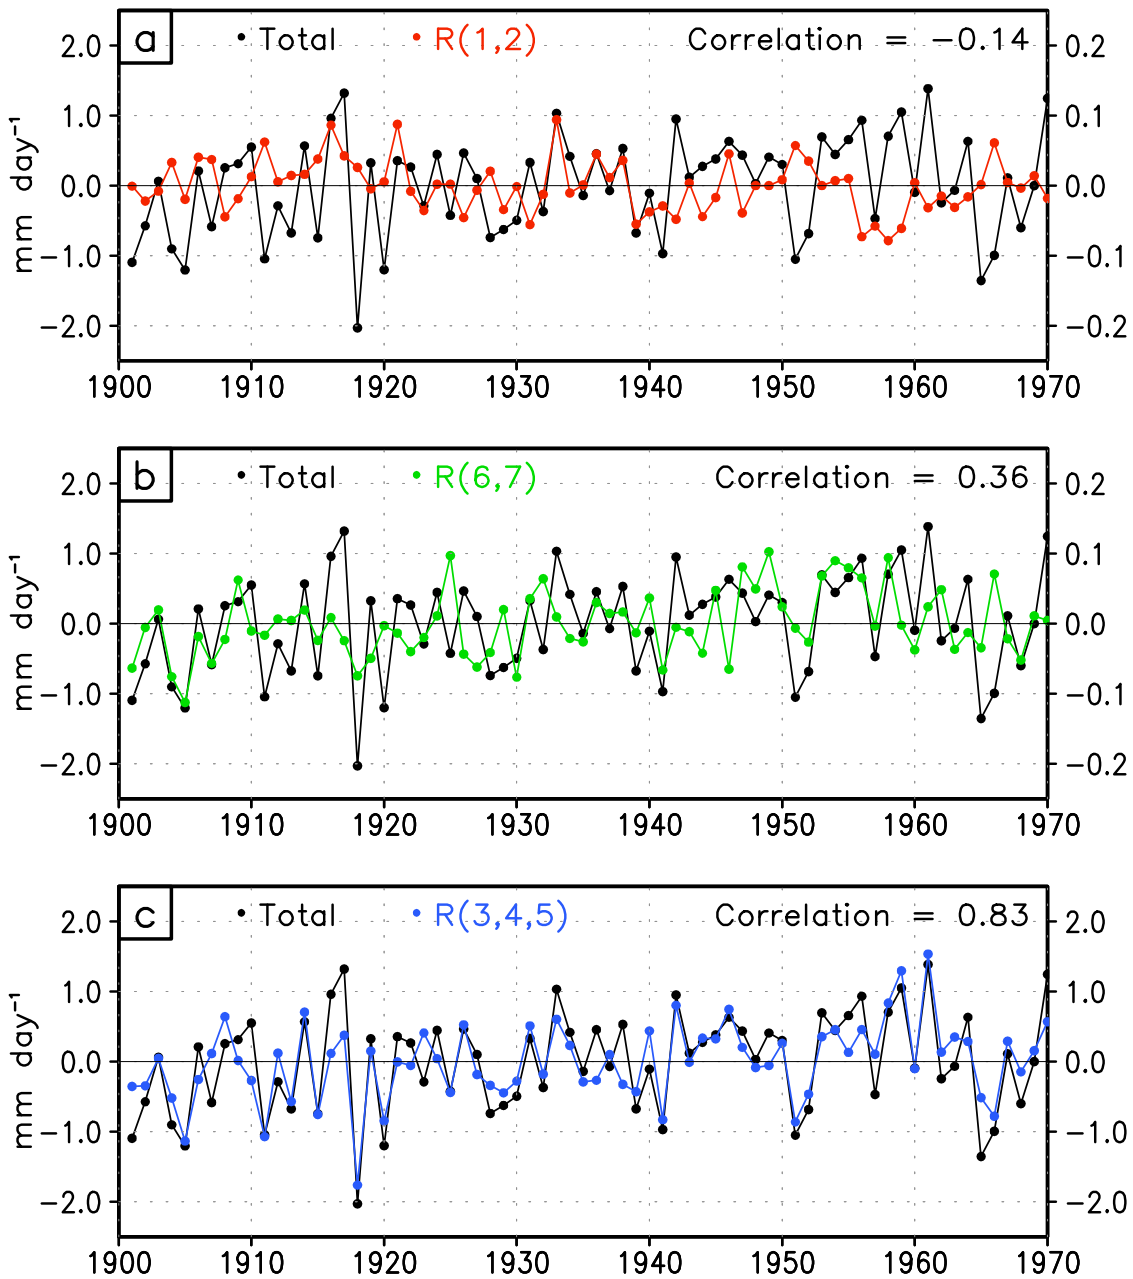 a • Total • R(1,2) Correlation = −0.14
2.0 0.2
1.0 0.1
0.0 0.0
−1.0 −0.1
−2.0 −0.2
mm day⁻¹
1900 1910 1920 1930 1940 1950 1960 1970
b • Total • R(6,7) Correlation = 0.36
2.0 0.2
1.0 0.1
0.0 0.0
−1.0 −0.1
−2.0 −0.2
mm day⁻¹
1900 1910 1920 1930 1940 1950 1960 1970
c • Total • R(3,4,5) Correlation = 0.83
2.0 2.0
1.0 1.0
0.0 0.0
−1.0 −1.0
−2.0 −2.0
mm day⁻¹
1900 1910 1920 1930 1940 1950 1960 1970